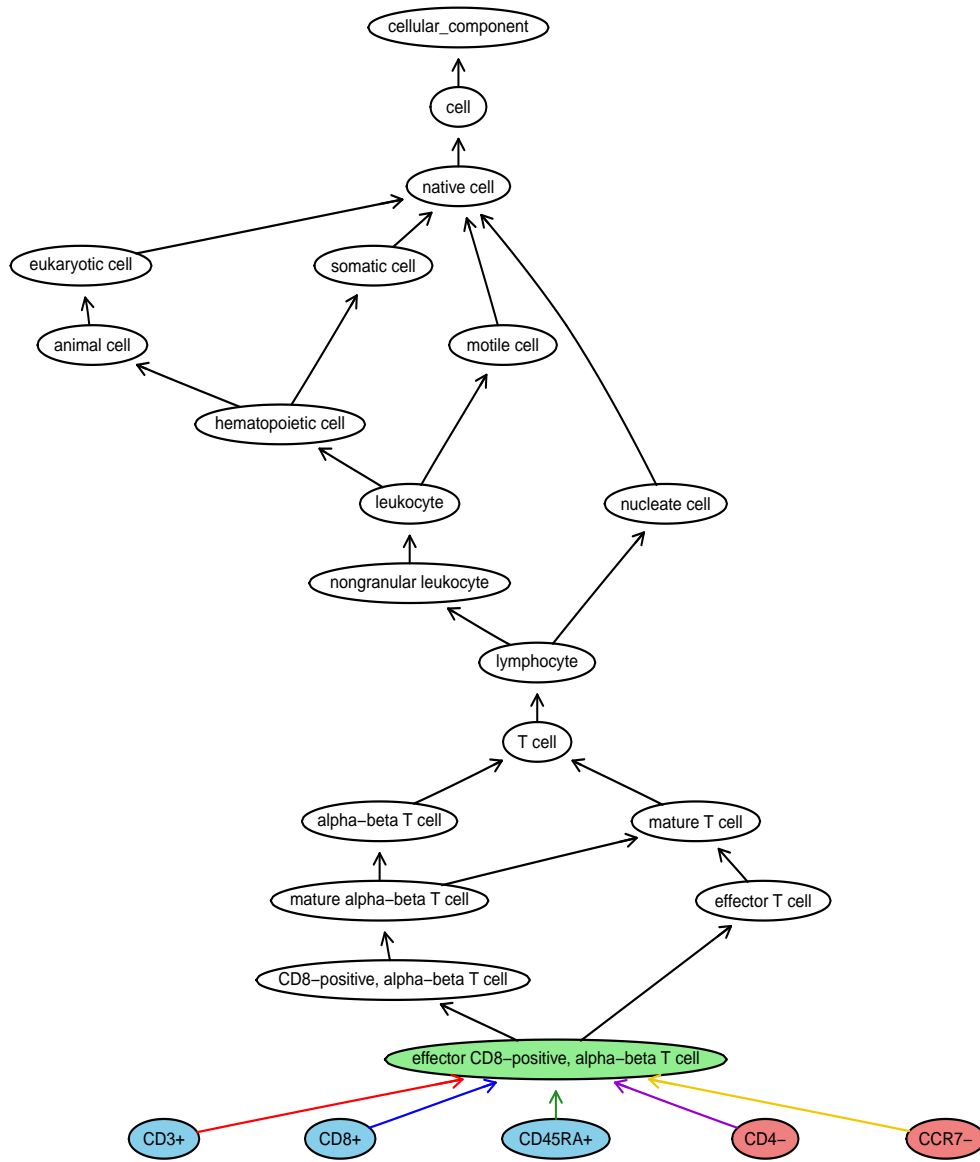 cellular_component
cell
native cell
eukaryotic cell
somatic cell
animal cell
motile cell
hematopoietic cell
leukocyte
nucleate cell
nongranular leukocyte
lymphocyte
T cell
alpha−beta T cell
mature T cell
mature alpha−beta T cell
effector T cell
CD8−positive, alpha−beta T cell
effector CD8−positive, alpha−beta T cell
CD3+
CD8+
CD45RA+
CD4−
CCR7−